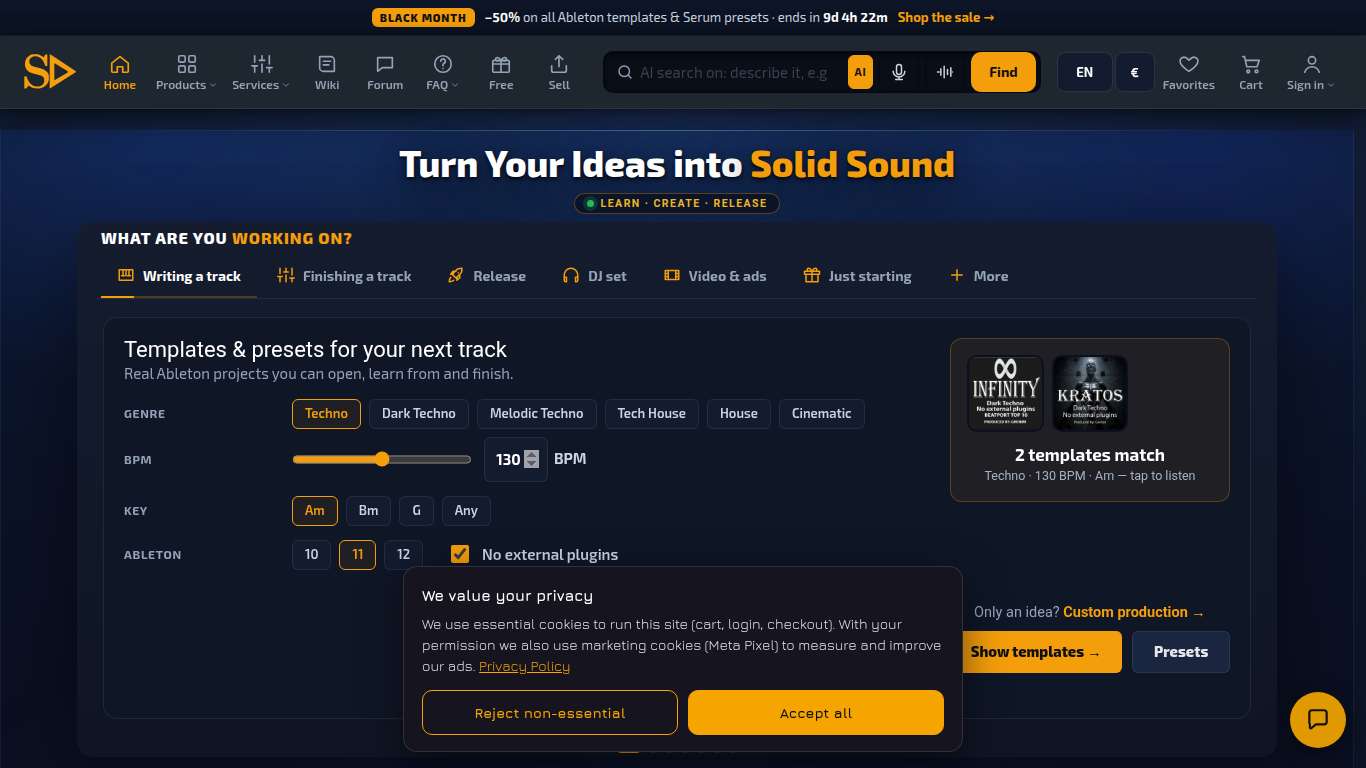 BLACK MONTH −50% on all Ableton templates & Serum presets · ends in 9d 4h 22m Shop the sale →
Home
Products
Services
Wiki
Forum
FAQ
Free
Sell
AI search on: describe it, e.g
AI
Find
EN
€
Favorites
Cart
Sign in
Turn Your Ideas into Solid Sound
LEARN · CREATE · RELEASE
WHAT ARE YOU WORKING ON?
Writing a track
Finishing a track
Release
DJ set
Video & ads
Just starting
More
Templates & presets for your next track
Real Ableton projects you can open, learn from and finish.
GENRE
Techno
Dark Techno
Melodic Techno
Tech House
House
Cinematic
BPM
130
BPM
KEY
Am
Bm
G
Any
ABLETON
10
11
12
No external plugins
INFINITY
Dark Techno
No external plugins
BEATPORT TOP 10
KRATOS
Dark Techno
No external plugins
2 templates match
Techno · 130 BPM · Am — tap to listen
Only an idea? Custom production →
Show templates →
Presets
We value your privacy
We use essential cookies to run this site (cart, login, checkout). With your
permission we also use marketing cookies (Meta Pixel) to measure and improve
our ads. Privacy Policy
Reject non-essential
Accept all